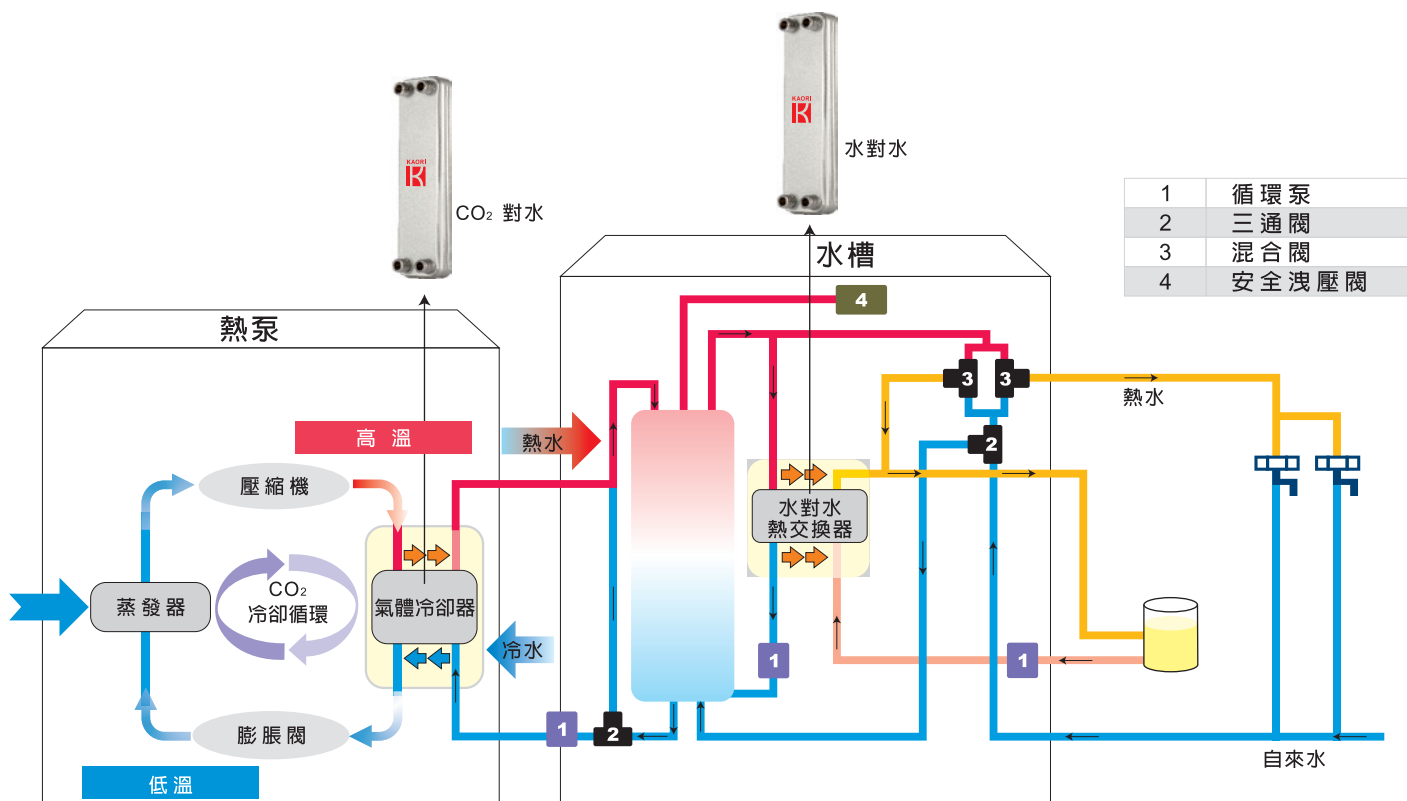 KAORI
水對水
KAORI
CO₂ 對水
1 循環泵
2 三通閥
3 混合閥
4 安全洩壓閥
水槽
4
熱泵
3 3
熱水
高溫
熱水
2
壓縮機
水對水
熱交換器
CO₂
冷卻循環
蒸發器
氣體冷卻器
冷水
1
1
1
2
膨脹閥
自來水
低溫